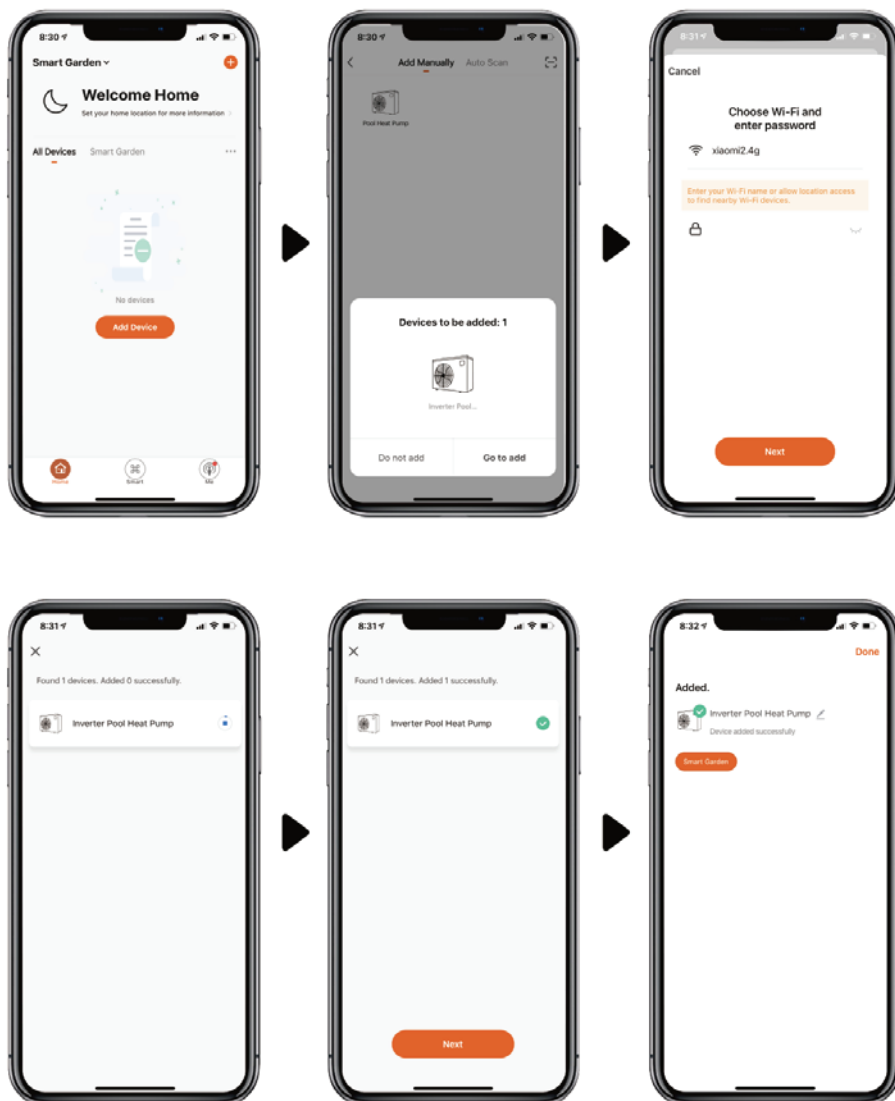 8:30
Smart Garden
Welcome Home
Set your home location for more information
All Devices Smart Garden
No devices
Add Device
Home Smart Me
8:30
Add Manually Auto Scan
Pool Heat Pump
Devices to be added: 1
Inverter Pool...
Do not add Go to add
8:31
Cancel
Choose Wi-Fi and
enter password
xiaomi2.4g
Enter your Wi-Fi name or allow location access
to find nearby Wi-Fi devices.
Next
8:31
Found 1 devices. Added 0 successfully.
Inverter Pool Heat Pump
8:31
Found 1 devices. Added 1 successfully.
Inverter Pool Heat Pump
Next
8:32
Done
Added.
Inverter Pool Heat Pump
Device added successfully
Smart Garden